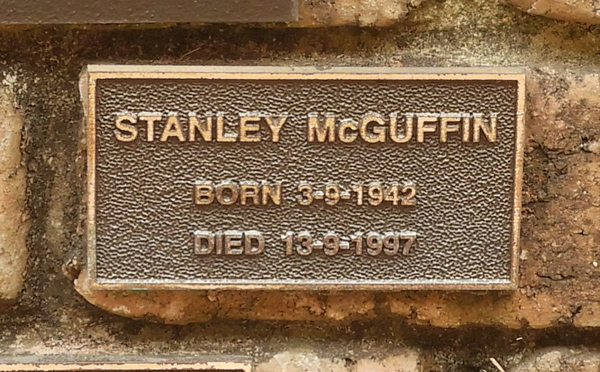 STANLEY McGUFFIN
BORN 3-9-1942
DIED 13-9-1997